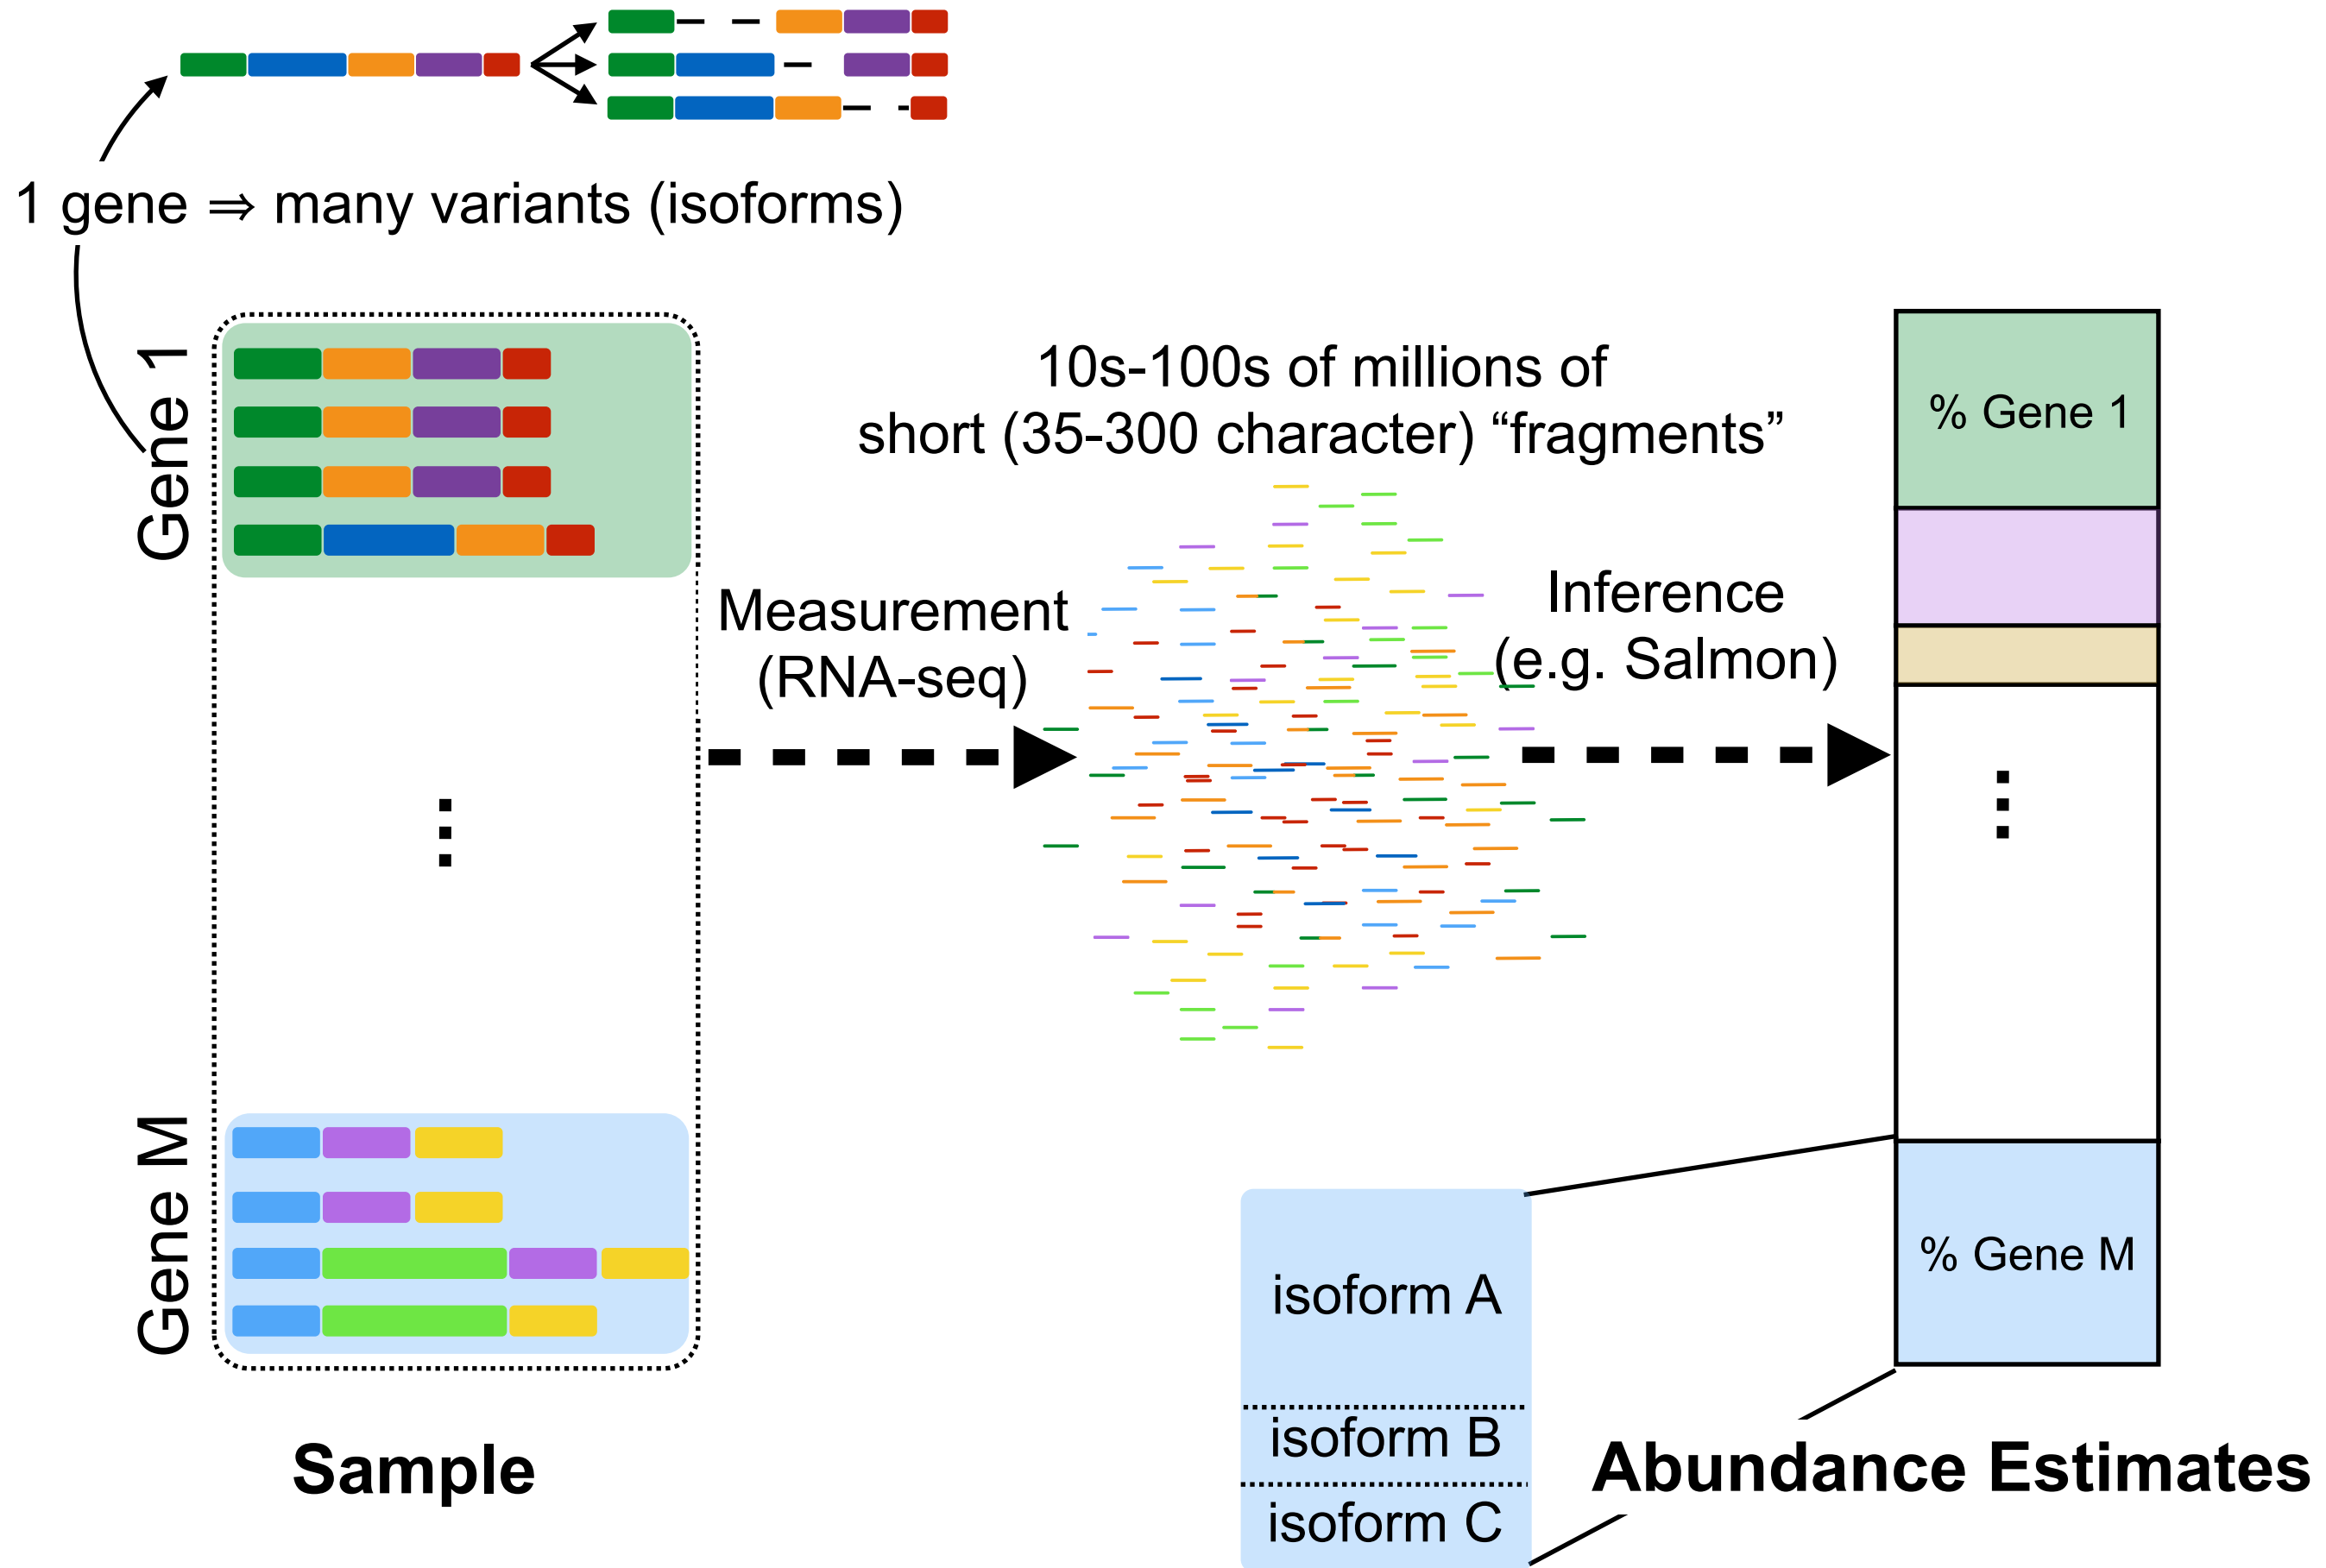 1 gene ⇒ many variants (isoforms)
Gene 1
10s-100s of millions of
short (35-300 character) “fragments”
% Gene 1
Measurement
(RNA-seq)
Inference
(e.g. Salmon)
Gene M
% Gene M
isoform A
isoform B
isoform C
Sample
Abundance Estimates